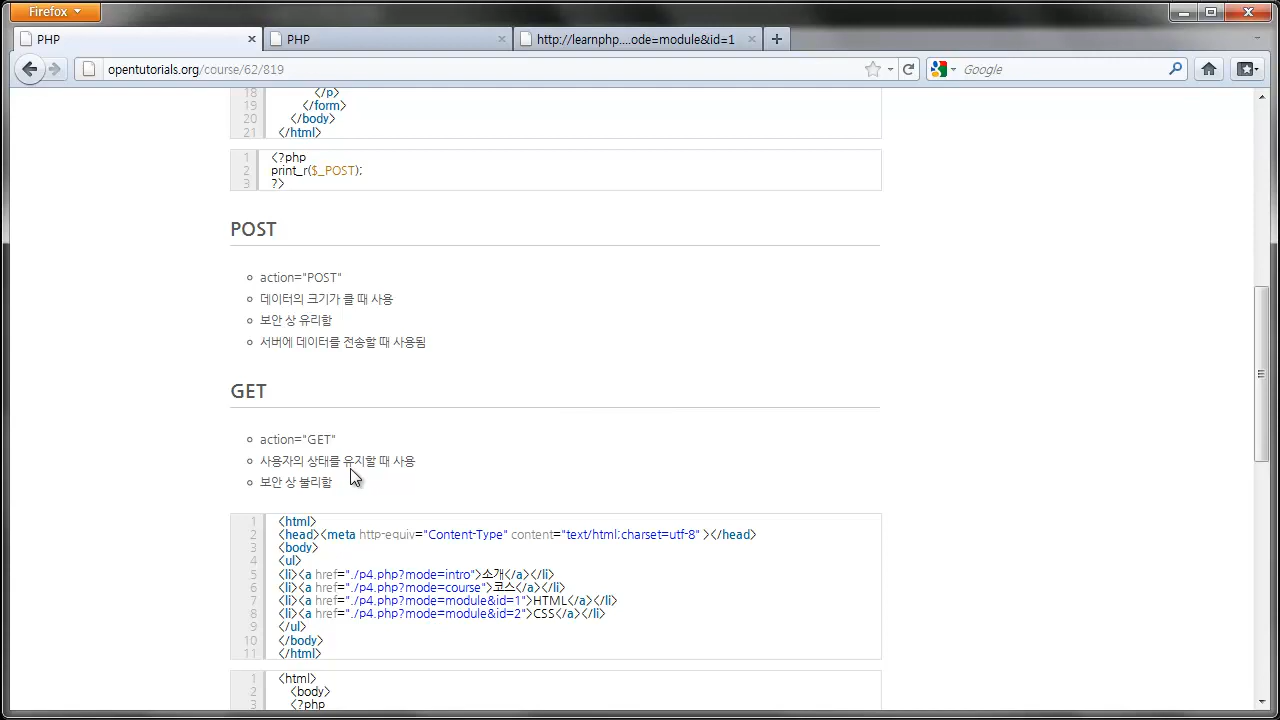 Firefox
PHP
PHP
http://learnphp....ode=module&id=1
opentutorials.org/course/62/819
Google
18 </p>
19 </form>
20 </body>
21 </html>
1 <?php
2 print_r($_POST);
3 ?>
POST
action="POST"
데이터의 크기가 클 때 사용
보안 상 유리함
서버에 데이터를 전송할 때 사용됨
GET
action="GET"
사용자의 상태를 유지할 때 사용
보안 상 불리함
1 <html>
2 <head><meta http-equiv="Content-Type" content="text/html;charset=utf-8" ></head>
3 <body>
4 <ul>
5 <li><a href="./p4.php?mode=intro">소개</a></li>
6 <li><a href="./p4.php?mode=course">코스</a></li>
7 <li><a href="./p4.php?mode=module&id=1">HTML</a></li>
8 <li><a href="./p4.php?mode=module&id=2">CSS</a></li>
9 </ul>
10 </body>
11 </html>
1 <html>
2 <body>
3 <?php